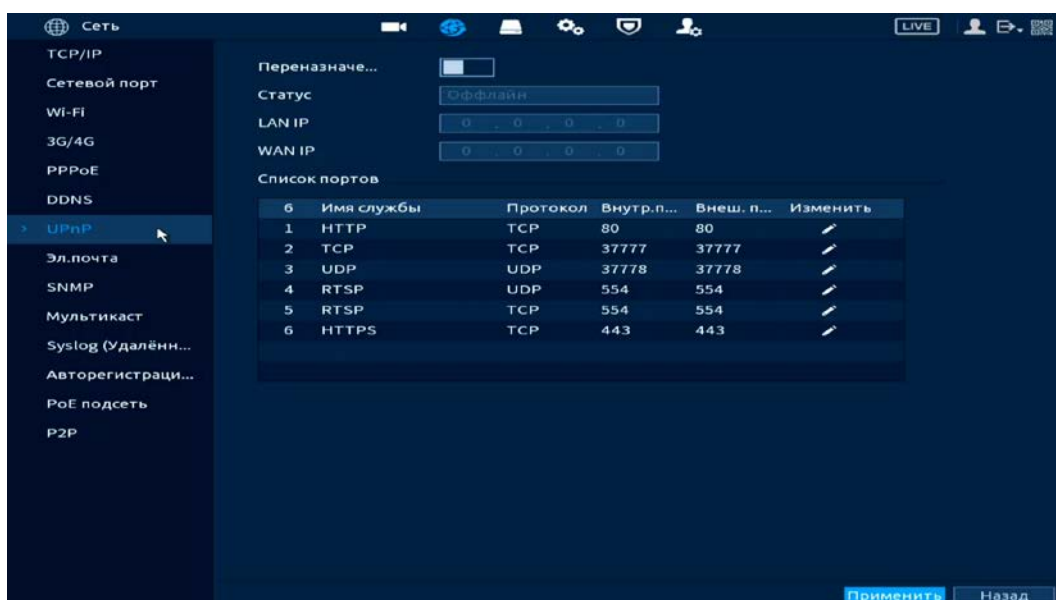 Сеть LIVE
TCP/IP
Сетевой порт
Wi-Fi
3G/4G
PPPoE
DDNS
UPnP
Эл.почта
SNMP
Мультикаст
Syslog (Удалённ...
Авторегистраци...
PoE подсеть
P2P
Переназначе...
Статус Оффлайн
LAN IP 0 . 0 . 0 . 0
WAN IP 0 . 0 . 0 . 0
Список портов
6 Имя службы Протокол Внутр.п... Внеш. п... Изменить
1 HTTP TCP 80 80
2 TCP TCP 37777 37777
3 UDP UDP 37778 37778
4 RTSP UDP 554 554
5 RTSP TCP 554 554
6 HTTPS TCP 443 443
Применить Назад